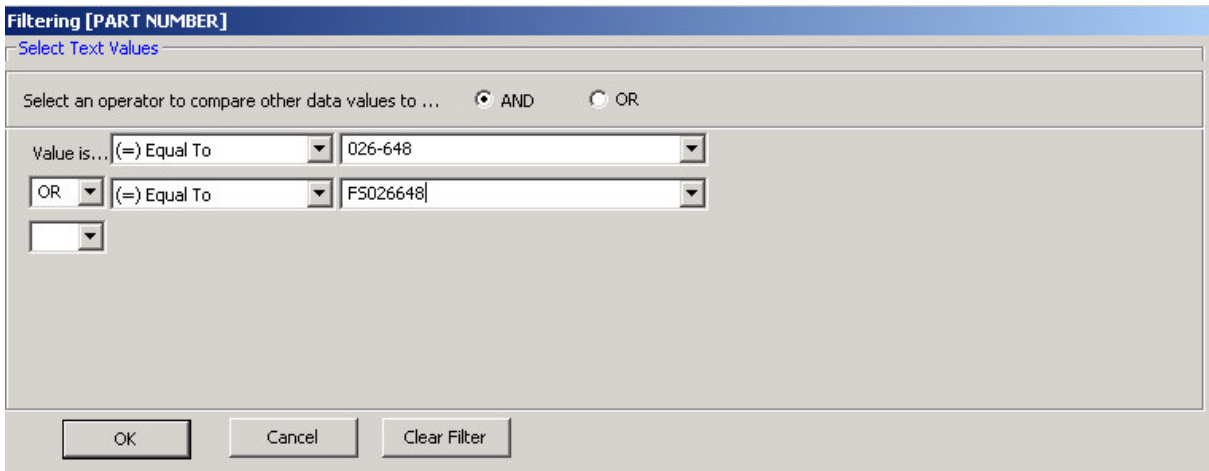 Filtering [PART NUMBER]
Select Text Values
Select an operator to compare other data values to ... AND OR
Value is... (=) Equal To 026-648
OR (=) Equal To FS026648
OK Cancel Clear Filter